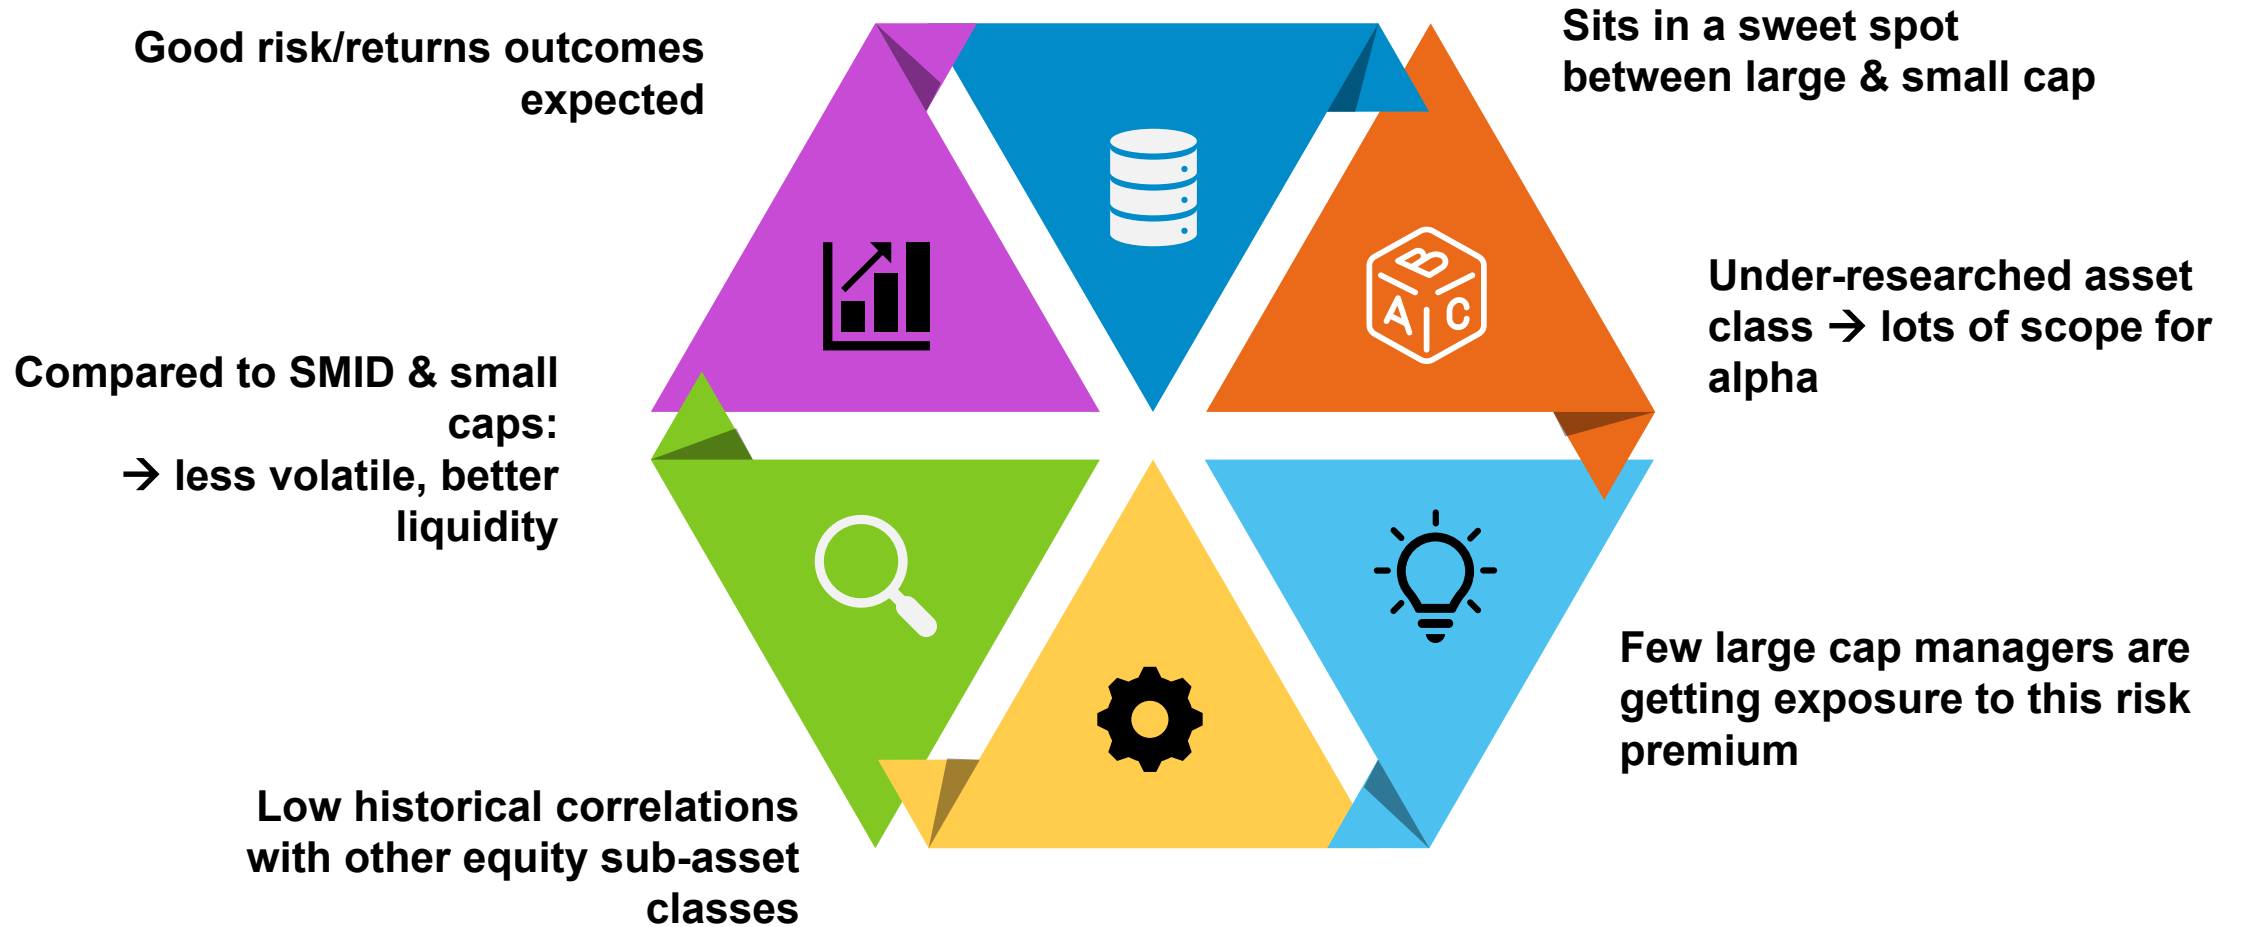 Good risk/returns outcomes
expected
Sits in a sweet spot
between large & small cap
Under-researched asset
class → lots of scope for
alpha
B
A
C
Compared to SMID & small
caps:
→ less volatile, better
liquidity
Few large cap managers are
getting exposure to this risk
premium
Low historical correlations
with other equity sub-asset
classes